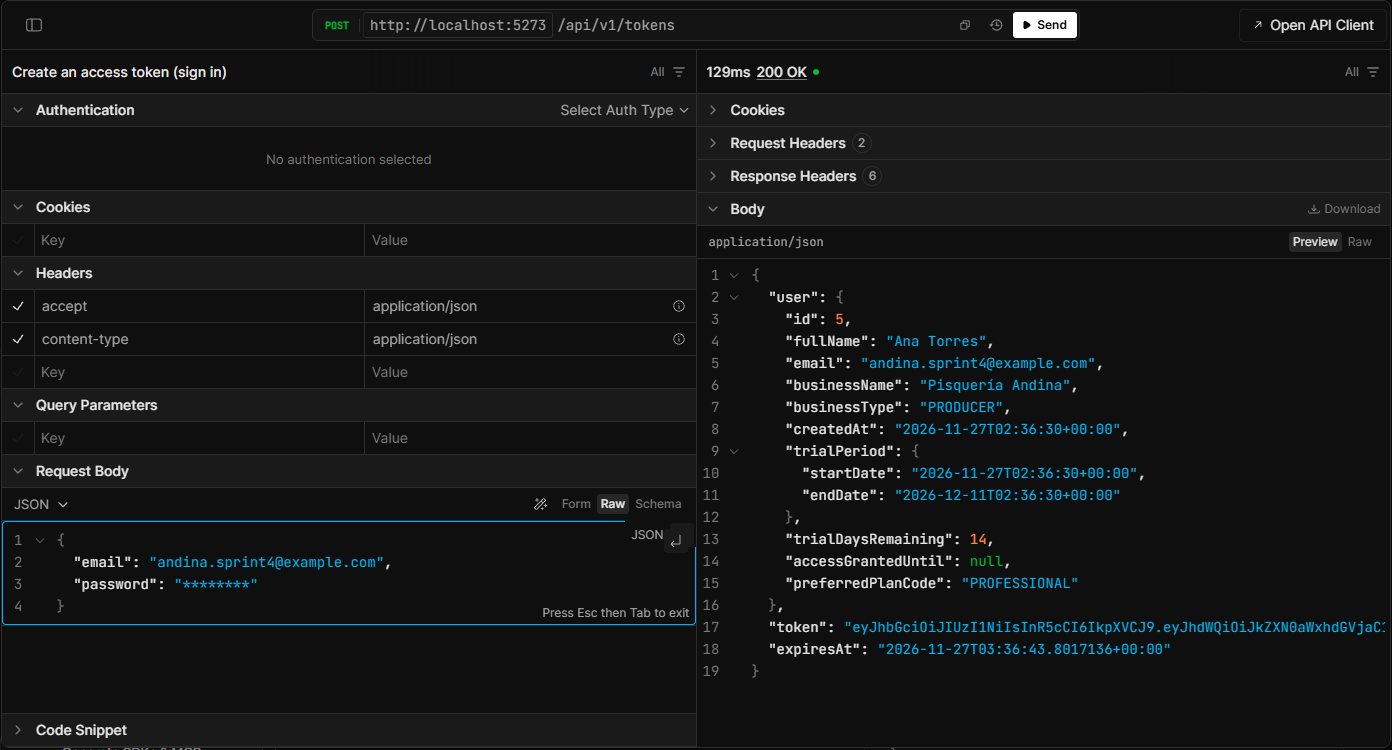 POST http://localhost:5273 /api/v1/tokens Send Open API Client
Create an access token (sign in) All
Authentication Select Auth Type
No authentication selected
Cookies
Key Value
Headers
accept application/json
content-type application/json
Key Value
Query Parameters
Key Value
Request Body
JSON Form Raw Schema
JSON
1 {
2 "email": "andina.sprint4@example.com",
3 "password": "********"
4 }
Press Esc then Tab to exit
Code Snippet
129ms 200 OK All
Cookies
Request Headers 2
Response Headers 6
Body Download
application/json Preview Raw
1 {
2 "user": {
3 "id": 5,
4 "fullName": "Ana Torres",
5 "email": "andina.sprint4@example.com",
6 "businessName": "Pisquería Andina",
7 "businessType": "PRODUCER",
8 "createdAt": "2026-11-27T02:36:30+00:00",
9 "trialPeriod": {
10 "startDate": "2026-11-27T02:36:30+00:00",
11 "endDate": "2026-12-11T02:36:30+00:00"
12 },
13 "trialDaysRemaining": 14,
14 "accessGrantedUntil": null,
15 "preferredPlanCode": "PROFESSIONAL"
16 },
17 "token": "eyJhbGciOiJIUzI1NiIsInR5cCI6IkpXVCJ9.eyJhdWQiOiJkZXN0aWxhdGVjaC1
18 "expiresAt": "2026-11-27T03:36:43.8017136+00:00"
19 }